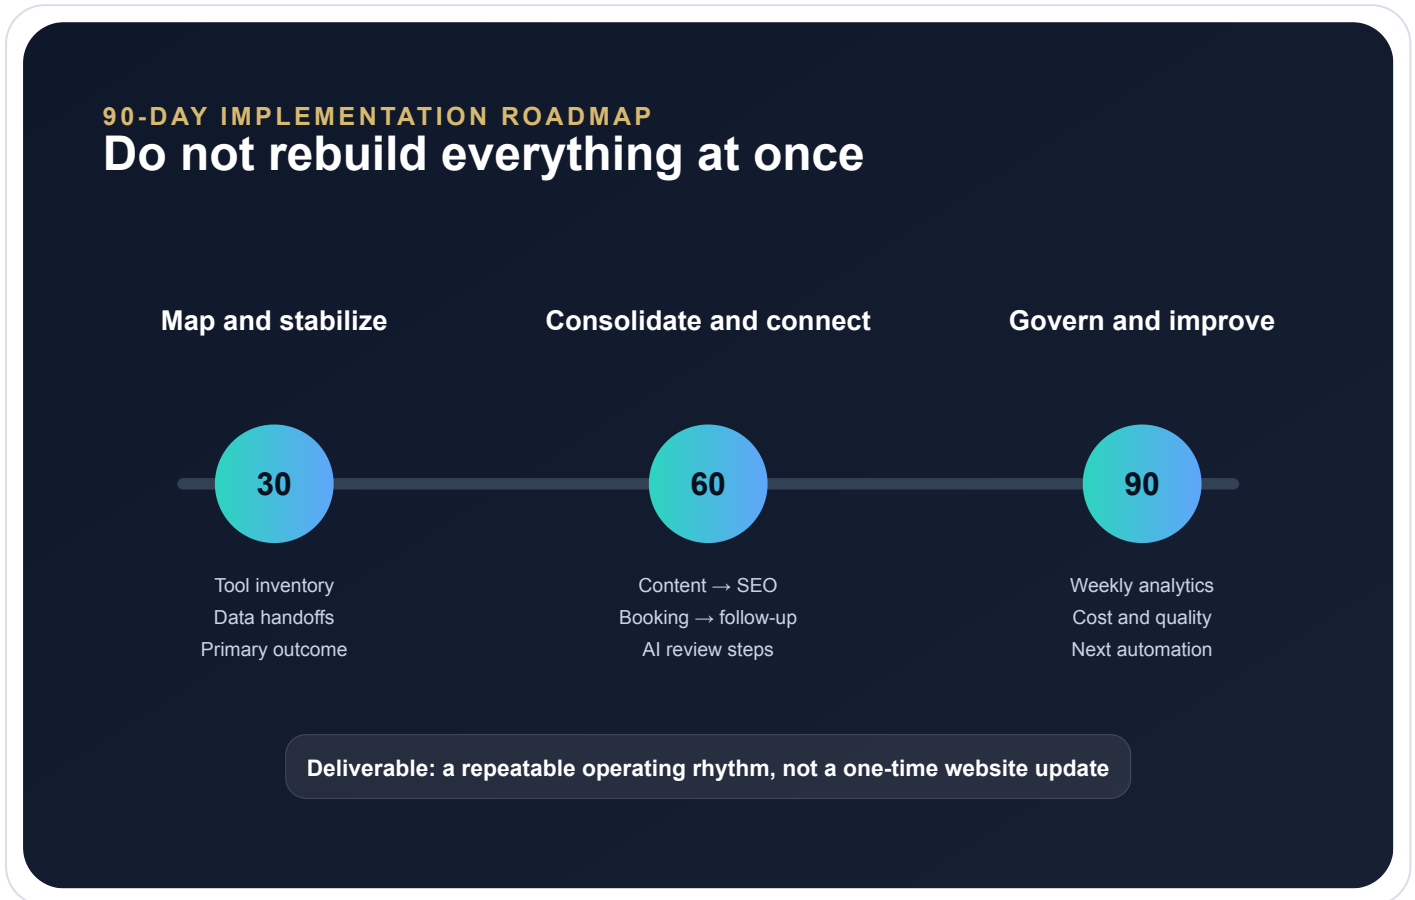 90-DAY IMPLEMENTATION ROADMAP
Do not rebuild everything at once
Map and stabilize
Consolidate and connect
Govern and improve
30
60
90
Tool inventory
Data handoffs
Primary outcome
Content → SEO
Booking → follow-up
AI review steps
Weekly analytics
Cost and quality
Next automation
Deliverable: a repeatable operating rhythm, not a one-time website update